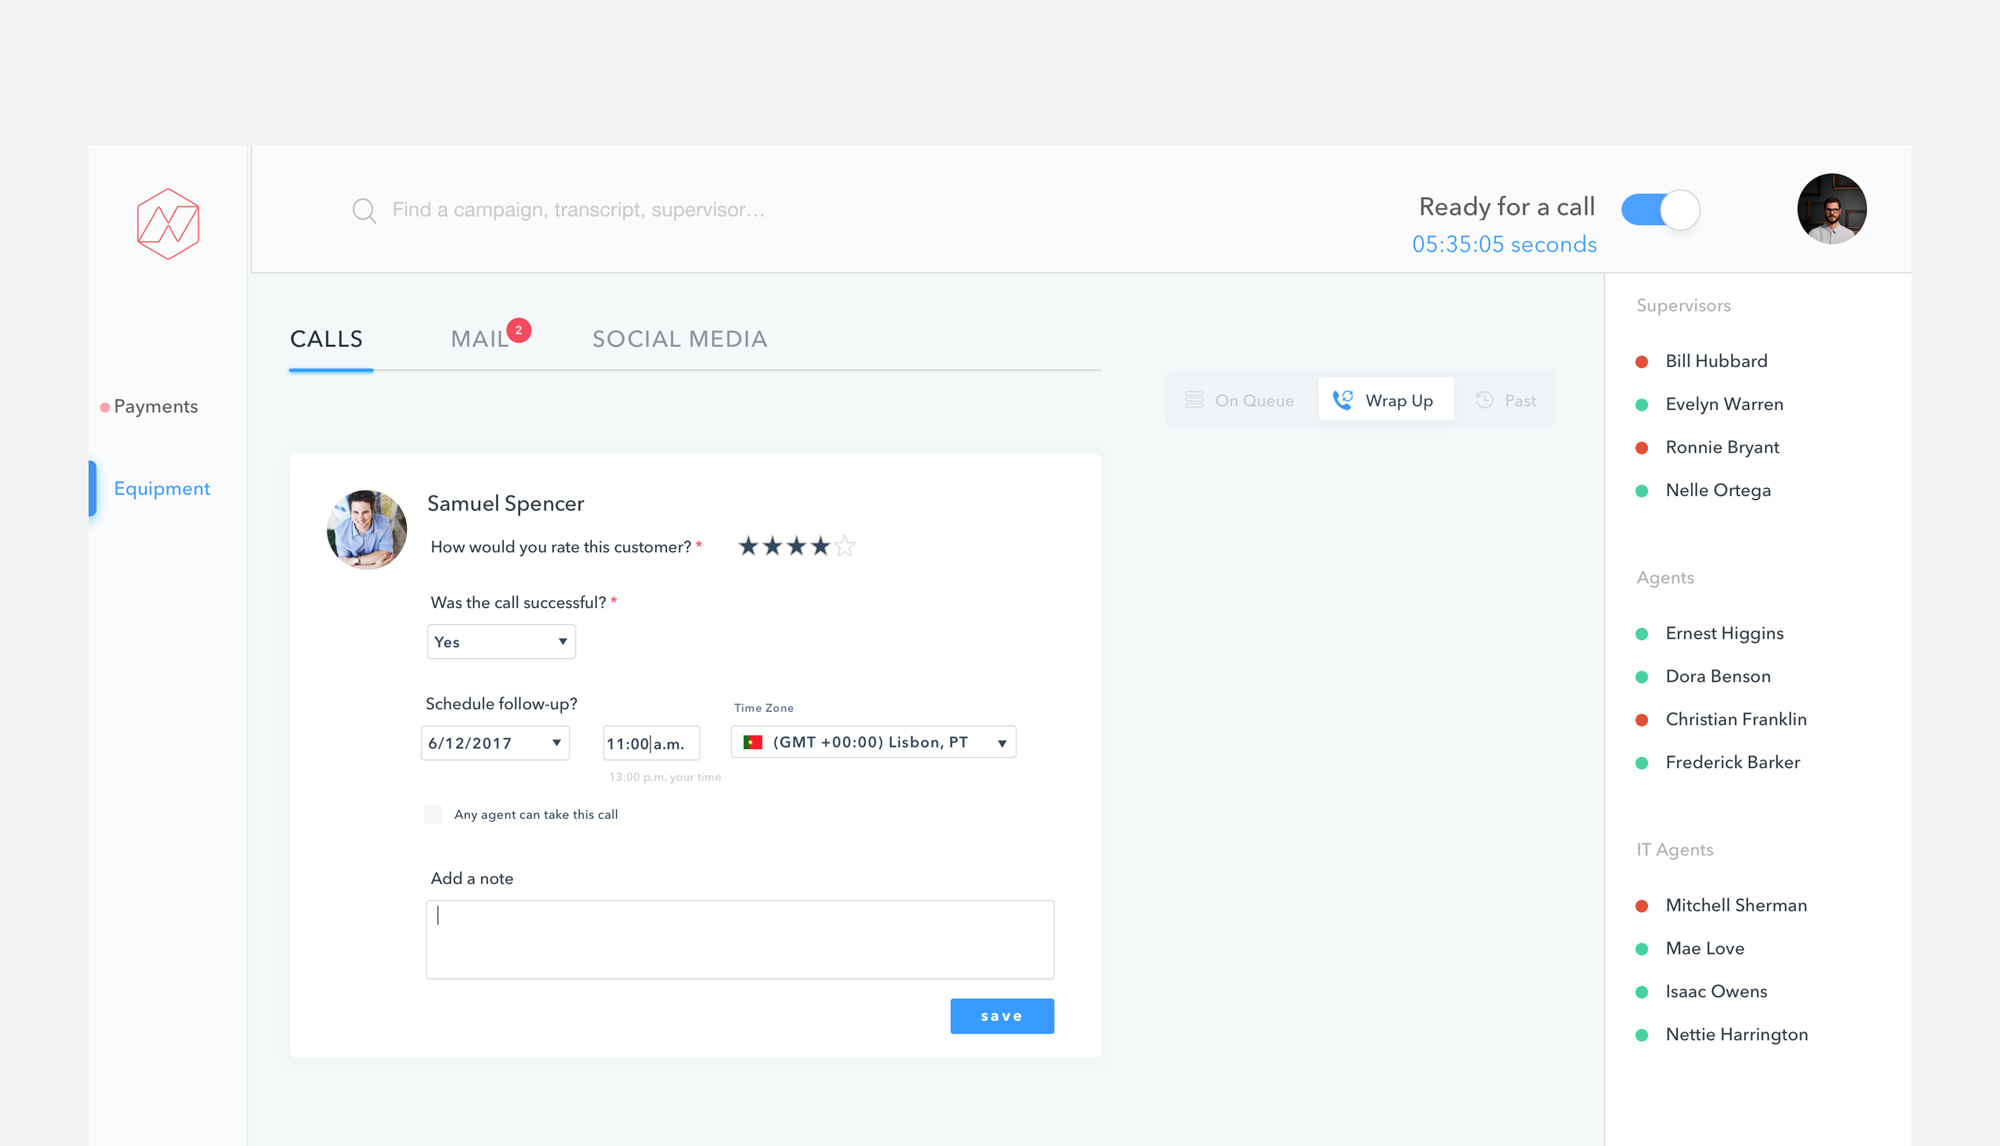 Find a campaign, transcript, supervisor...
Ready for a call
05:35:05 seconds
Payments
Equipment
CALLS
MAIL 2
SOCIAL MEDIA
On Queue
Wrap Up
Past
Samuel Spencer
How would you rate this customer? *
Was the call successful? *
Yes
Schedule follow-up?
6/12/2017
11:00 a.m.
13:00 p.m. your time
Time Zone
(GMT +00:00) Lisbon, PT
Any agent can take this call
Add a note
save
Supervisors
Bill Hubbard
Evelyn Warren
Ronnie Bryant
Nelle Ortega
Agents
Ernest Higgins
Dora Benson
Christian Franklin
Frederick Barker
IT Agents
Mitchell Sherman
Mae Love
Isaac Owens
Nettie Harrington